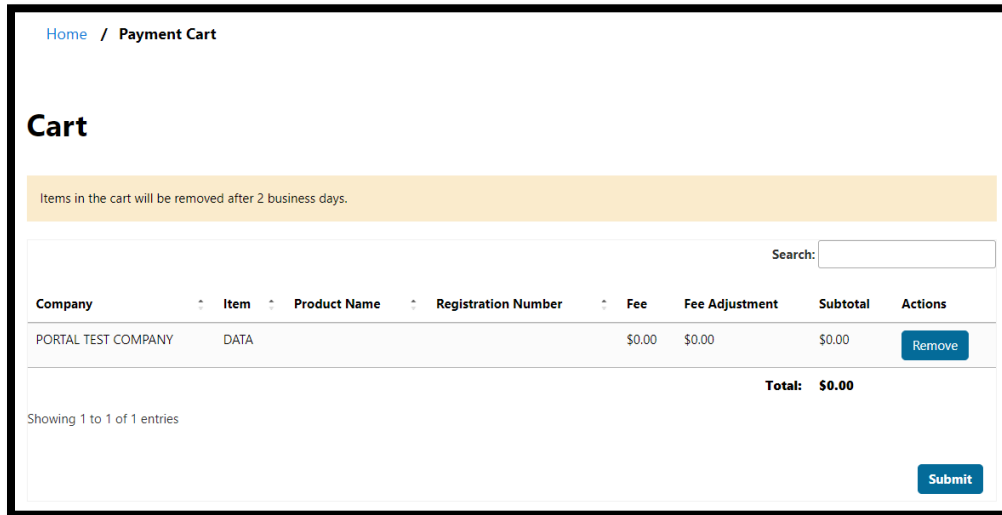 Home / Payment Cart
Cart
Items in the cart will be removed after 2 business days.
Search:
Company Item Product Name Registration Number Fee Fee Adjustment Subtotal Actions
PORTAL TEST COMPANY DATA $0.00 $0.00 $0.00 Remove
Total: $0.00
Showing 1 to 1 of 1 entries
Submit